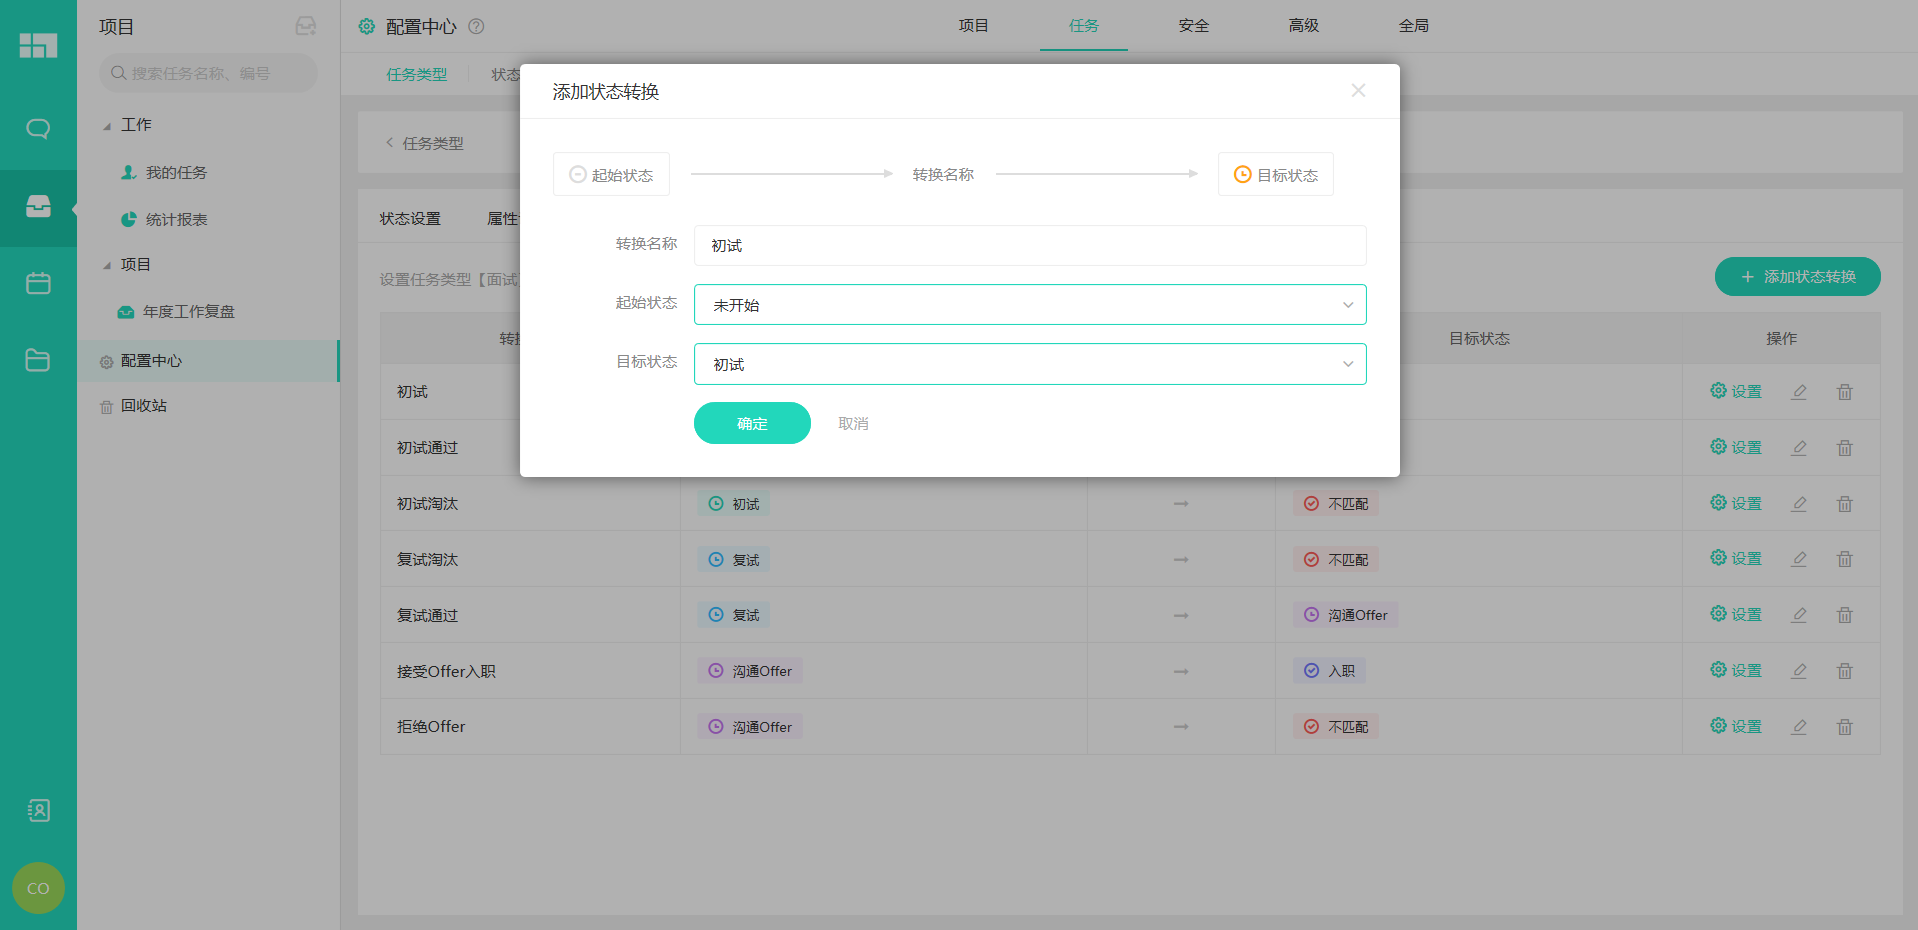 项目
搜索任务名称、编号
工作
我的任务
统计报表
项目
年度工作复盘
配置中心
回收站
CO
配置中心
项目
任务
安全
高级
全局
任务类型
状态
任务类型
状态设置
属性
设置任务类型【面试
添加状态转换
目标状态
操作
添加状态转换
起始状态
转换名称
目标状态
转换名称
初试
起始状态
未开始
目标状态
初试
确定
取消
初试
设置
初试通过
设置
初试淘汰
初试
不匹配
设置
复试淘汰
复试
不匹配
设置
复试通过
复试
沟通Offer
设置
接受Offer入职
沟通Offer
入职
设置
拒绝Offer
沟通Offer
不匹配
设置